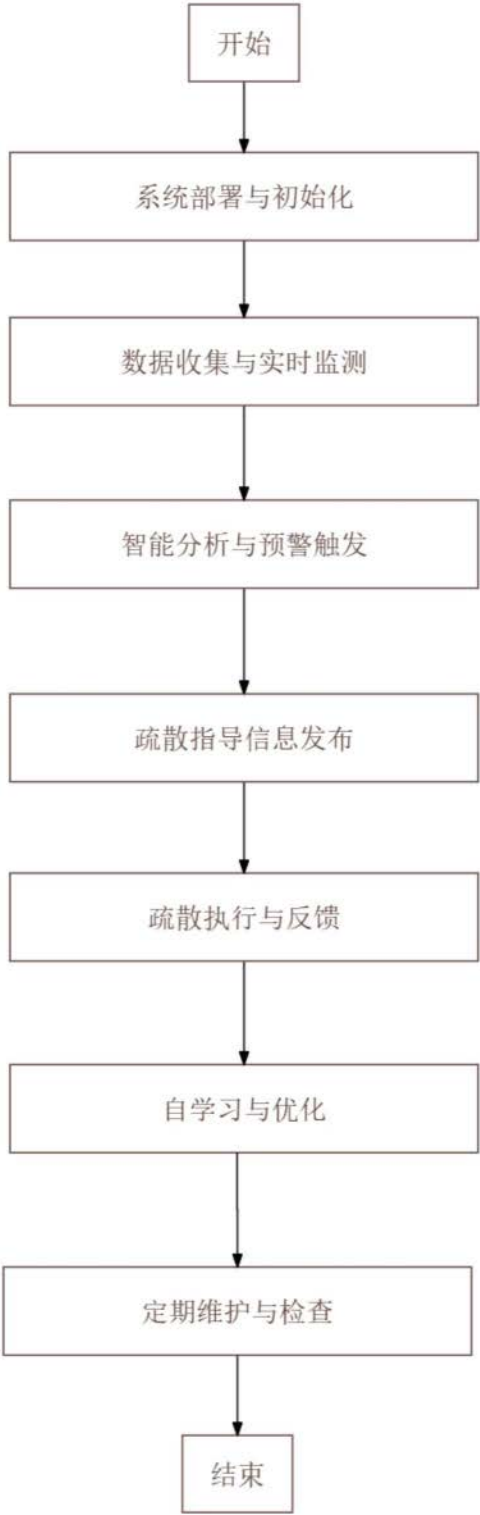 开始
系统部署与初始化
数据收集与实时监测
智能分析与预警触发
疏散指导信息发布
疏散执行与反馈
自学习与优化
定期维护与检查
结束